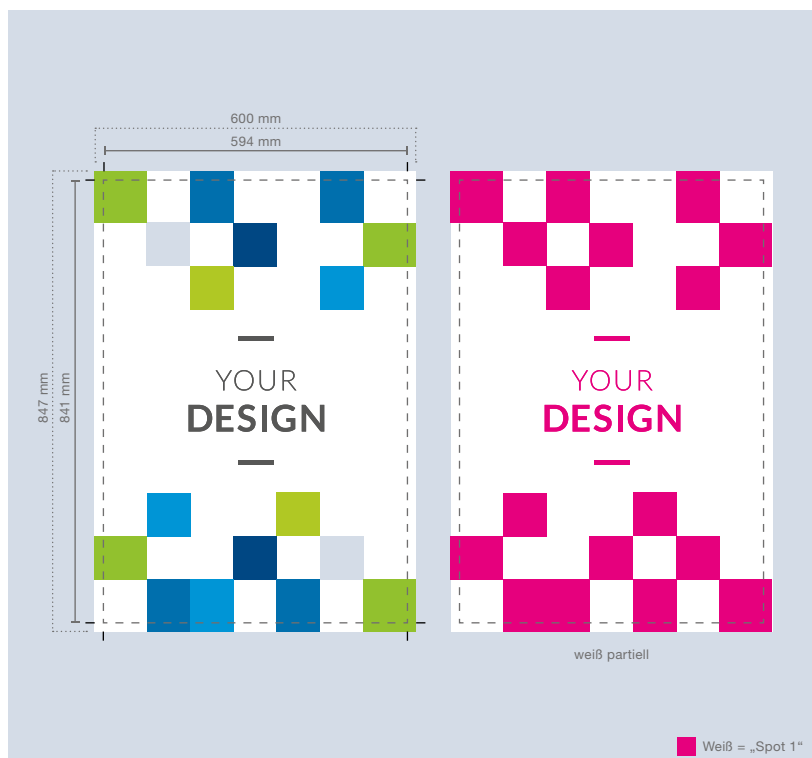 600 mm
594 mm
847 mm
841 mm
YOUR
DESIGN
YOUR
DESIGN
weiß partiell
Weiß = „Spot 1“